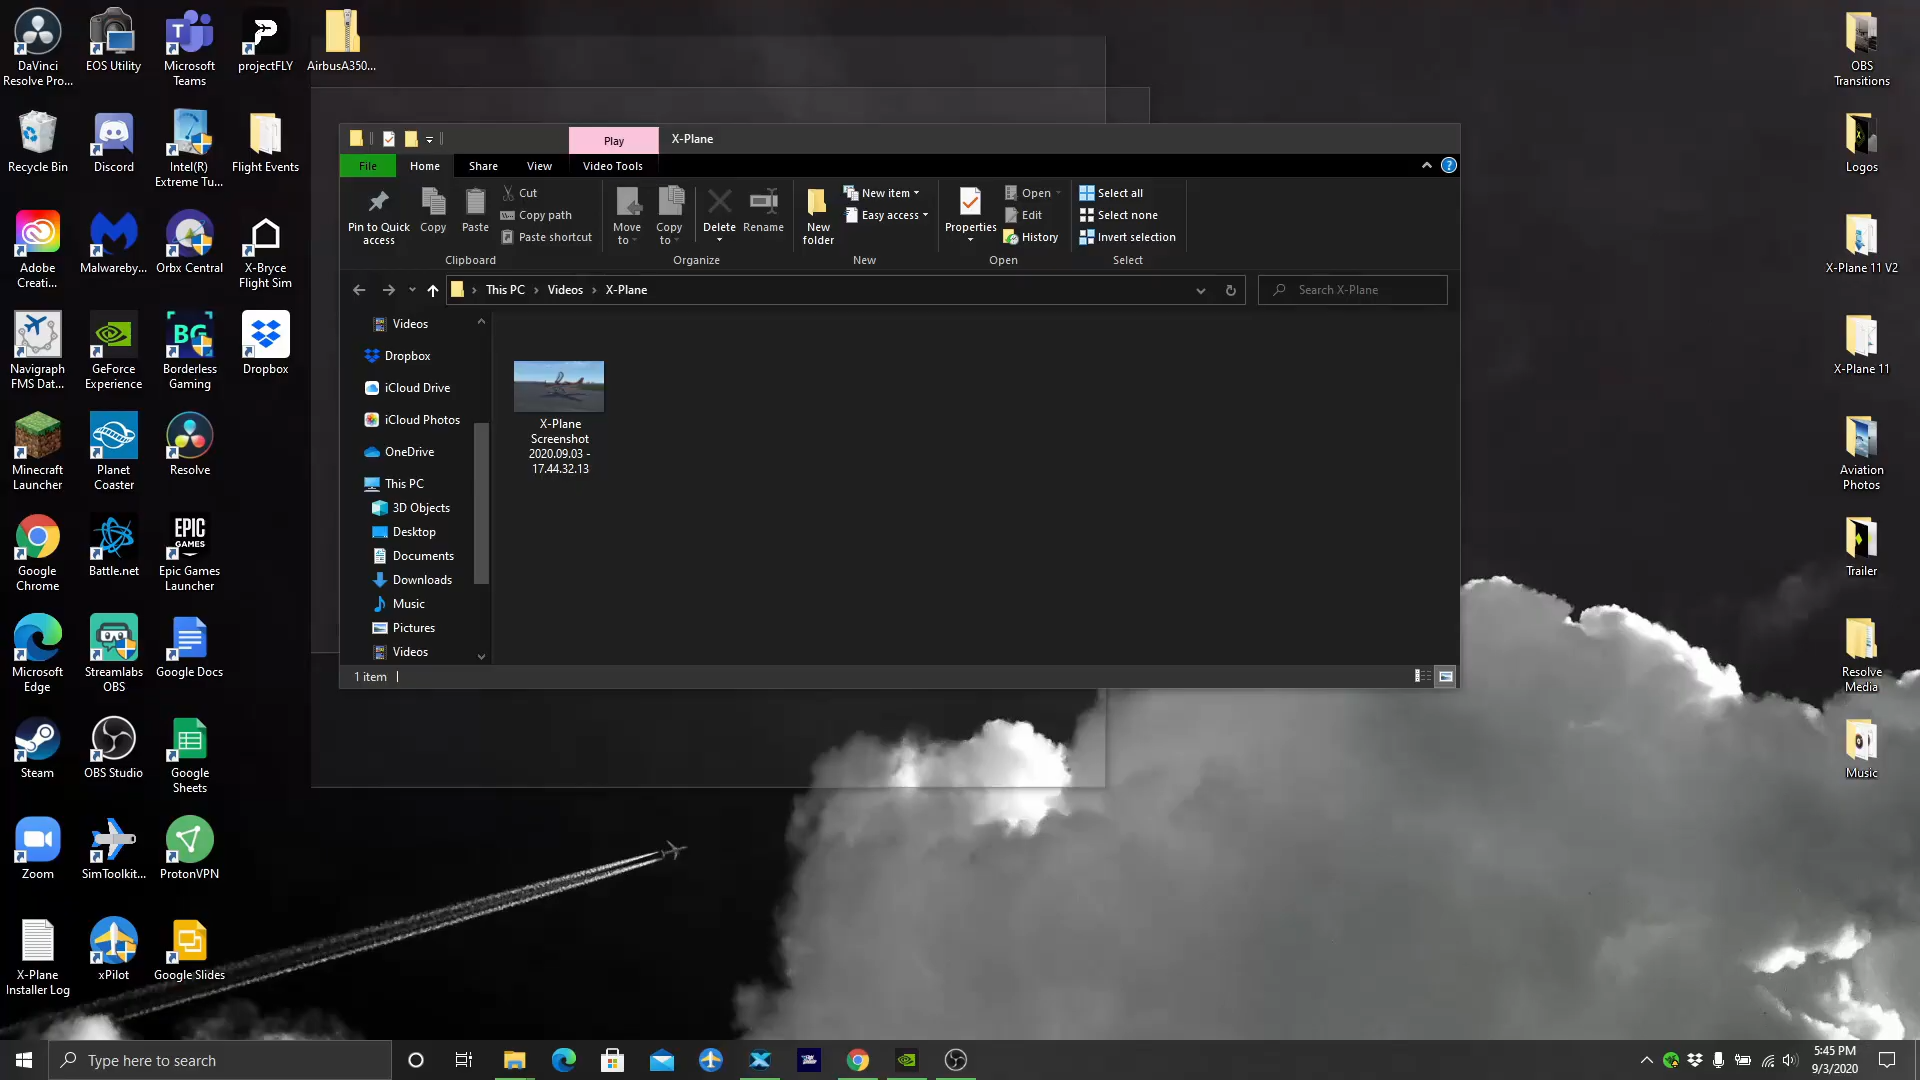 DaVinci
Resolve Pro...
EOS Utility
Microsoft
Teams
projectFLY
AirbusA350...
Recycle Bin
Discord
Intel(R)
Extreme Tu...
Flight Events
Adobe
Creati...
Malwareby...
Orbx Central
X-Bryce
Flight Sim
Navigraph
FMS Dat...
GeForce
Experience
BG
Borderless
Gaming
Dropbox
Minecraft
Launcher
Planet
Coaster
Resolve
Google
Chrome
Battle.net
EPIC
GAMES
Epic Games
Launcher
Microsoft
Edge
Streamlabs
OBS
Google Docs
Steam
OBS Studio
Google
Sheets
Zoom
SimToolkit...
ProtonVPN
X-Plane
Installer Log
xPilot
Google Slides
Play
X-Plane
File
Home
Share
View
Video Tools
Pin to Quick
access
Copy
Paste
Cut
Copy path
Paste shortcut
Clipboard
Move
to
Copy
to
Delete
Rename
Organize
New
folder
New item
Easy access
New
Properties
Open
Edit
History
Open
Select all
Select none
Invert selection
Select
This PC
Videos
X-Plane
Search X-Plane
Videos
Dropbox
iCloud Drive
iCloud Photos
OneDrive
This PC
3D Objects
Desktop
Documents
Downloads
Music
Pictures
Videos
X-Plane
Screenshot
2020.09.03 -
17.44.32.13
1 item
OBS
Transitions
Logos
X-Plane 11 V2
X-Plane 11
Aviation
Photos
Trailer
Resolve
Media
Music
Type here to search
5:45 PM
9/3/2020